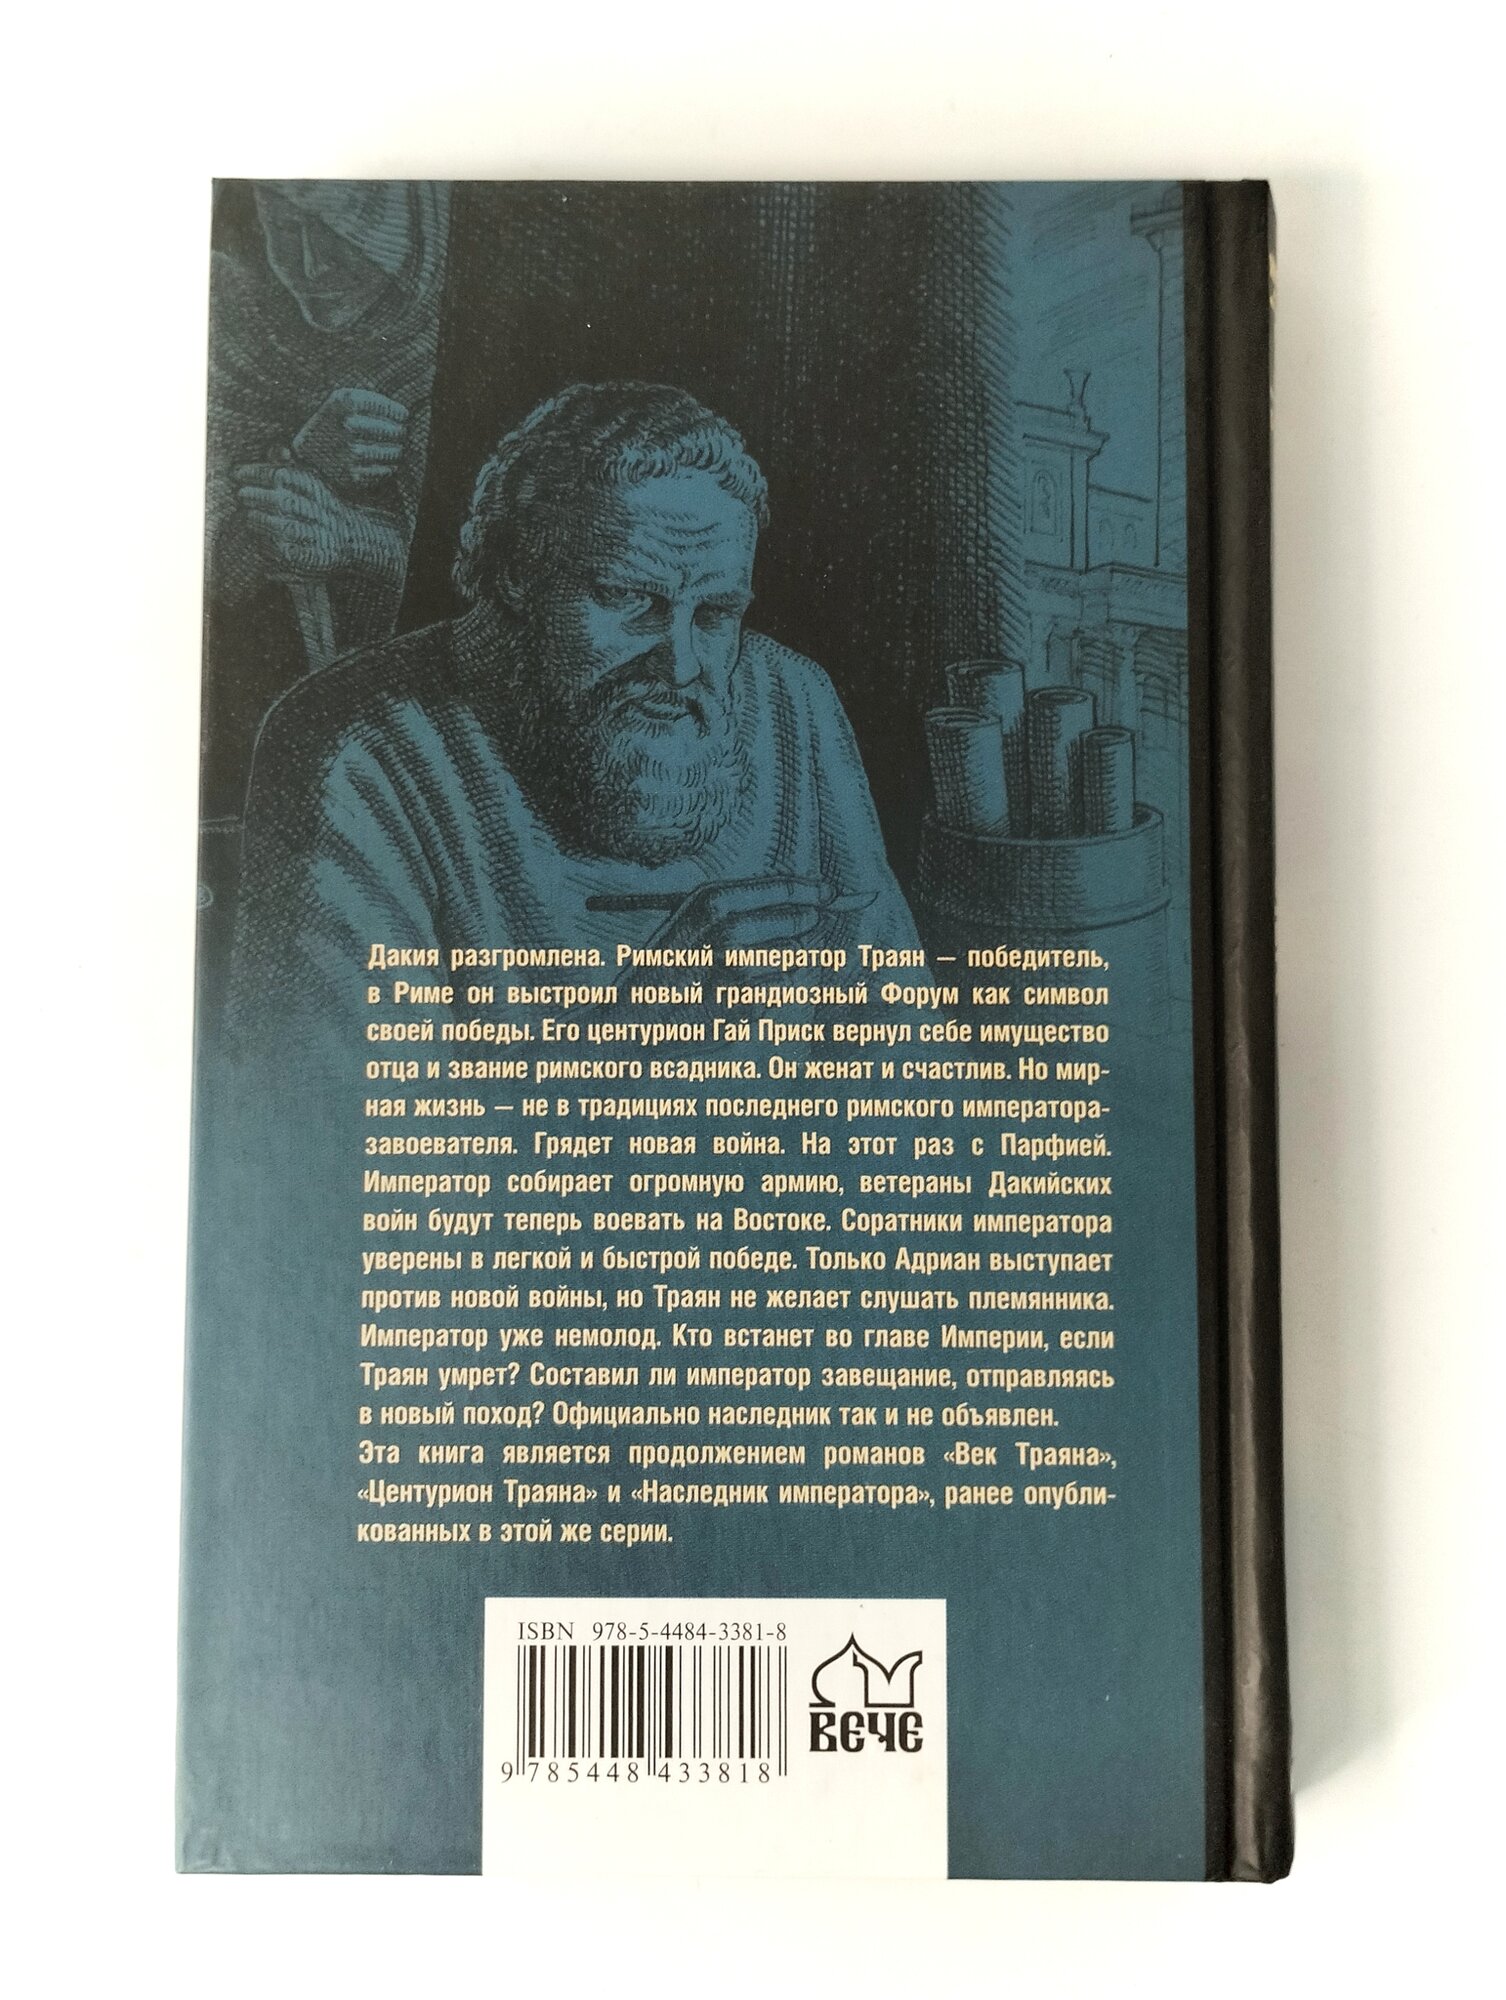 Дакия разгромлена. Римский император Траян — победитель,
в Риме он выстроил новый грандиозный Форум как символ
своей победы. Его центурион Гай Приск вернул себе имущество
отца и звание римского всадника. Он женат и счастлив. Но мир-
ная жизнь — не в традициях последнего римского императора-
завоевателя. Грядет новая война. На этот раз с Парфией.
Император собирает огромную армию, ветераны Дакийских
войн будут теперь воевать на Востоке. Соратники императора
уверены в легкой и быстрой победе. Только Адриан выступает
против новой войны, но Траян не желает слушать племянника.
Император уже немолод. Кто встанет во главе Империи, если
Траян умрет? Составил ли император завещание, отправляясь
в новый поход? Официально наследник так и не объявлен.
Эта книга является продолжением романов «Век Траяна»,
«Центурион Траяна» и «Наследник императора», ранее опубли-
кованных в этой же серии.
ISBN 978-5-4484-3381-8
9 785448 433818
ВЕЧЕ